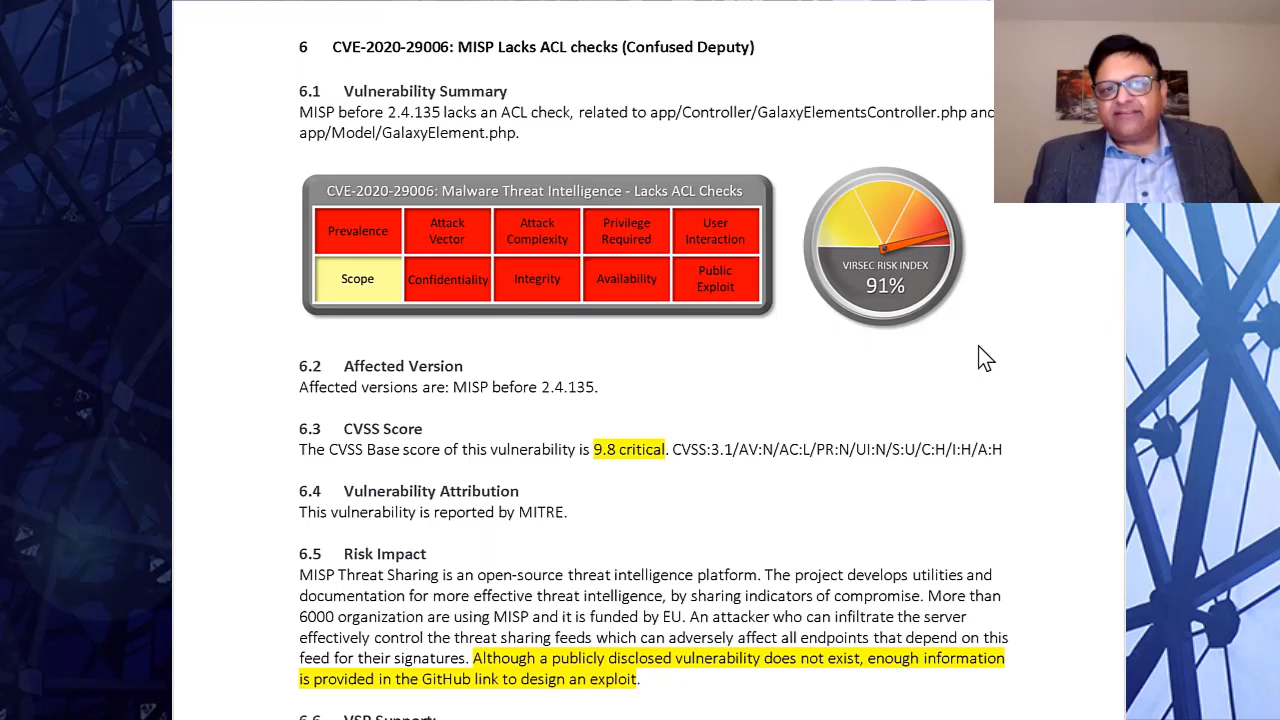 6 CVE-2020-29006: MISP Lacks ACL checks (Confused Deputy)
6.1 Vulnerability Summary
MISP before 2.4.135 lacks an ACL check, related to app/Controller/GalaxyElementsController.php and
app/Model/GalaxyElement.php.
CVE-2020-29006: Malware Threat Intelligence - Lacks ACL Checks
Prevalence
Attack Vector
Attack Complexity
Privilege Required
User Interaction
Scope
Confidentiality
Integrity
Availability
Public Exploit
VIRSEC RISK INDEX
91%
6.2 Affected Version
Affected versions are: MISP before 2.4.135.
6.3 CVSS Score
The CVSS Base score of this vulnerability is 9.8 critical. CVSS:3.1/AV:N/AC:L/PR:N/UI:N/S:U/C:H/I:H/A:H
6.4 Vulnerability Attribution
This vulnerability is reported by MITRE.
6.5 Risk Impact
MISP Threat Sharing is an open-source threat intelligence platform. The project develops utilities and
documentation for more effective threat intelligence, by sharing indicators of compromise. More than
6000 organization are using MISP and it is funded by EU. An attacker who can infiltrate the server
effectively control the threat sharing feeds which can adversely affect all endpoints that depend on this
feed for their signatures. Although a publicly disclosed vulnerability does not exist, enough information
is provided in the GitHub link to design an exploit.
6.6 VSP Support: